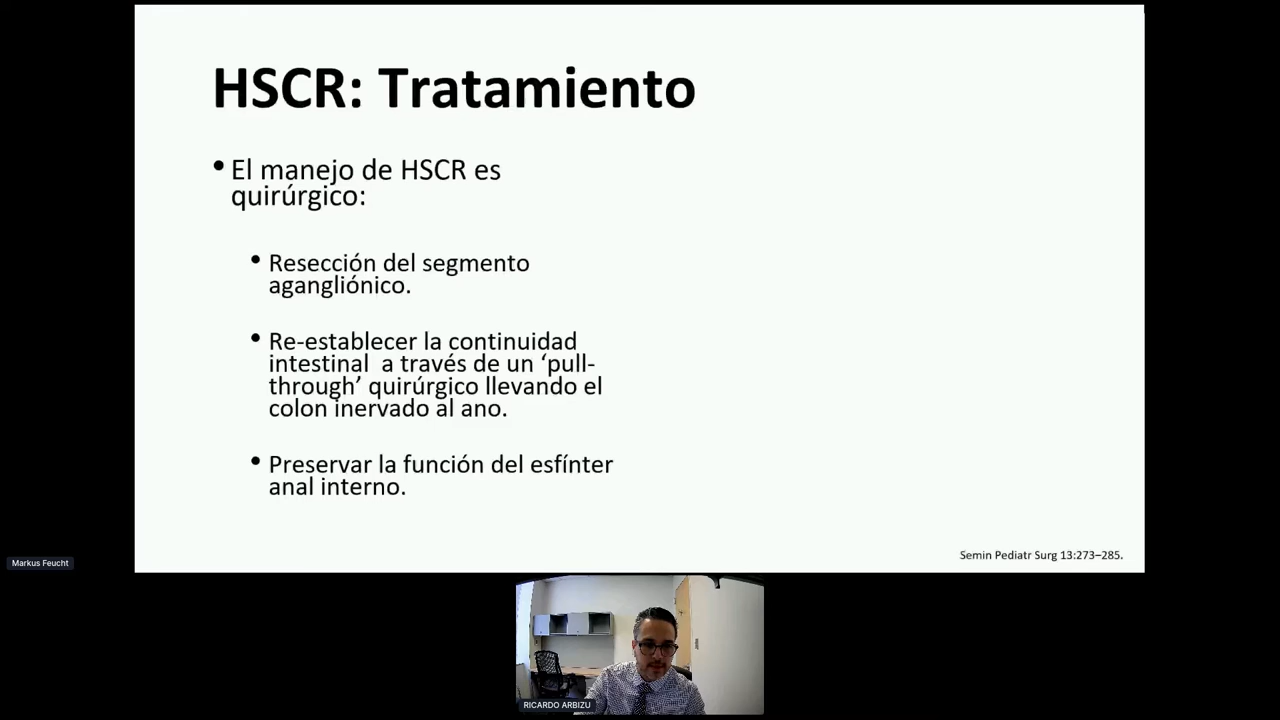 HSCR: Tratamiento
• El manejo de HSCR es
quirúrgico:
• Resección del segmento
agangliónico.
• Re-establecer la continuidad
intestinal a través de un ‘pull-
through’ quirúrgico llevando el
colon inervado al ano.
• Preservar la función del esfínter
anal interno.
Semin Pediatr Surg 13:273–285.
Markus Feucht
RICARDO ARBIZU